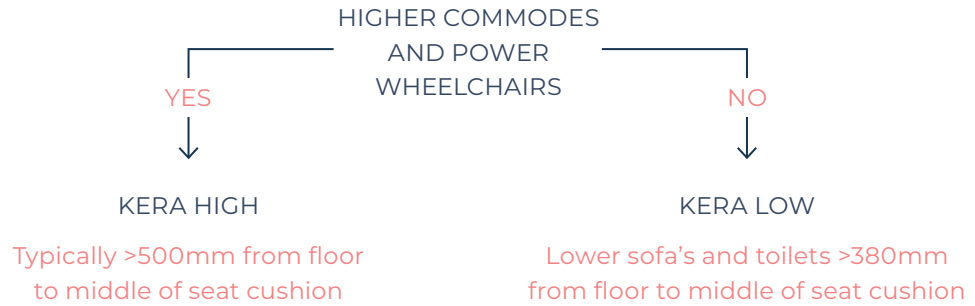 HIGHER COMMODES
AND POWER
WHEELCHAIRS
YES
NO
KERA HIGH
KERA LOW
Typically >500mm from floor
to middle of seat cushion
Lower sofa’s and toilets >380mm
from floor to middle of seat cushion